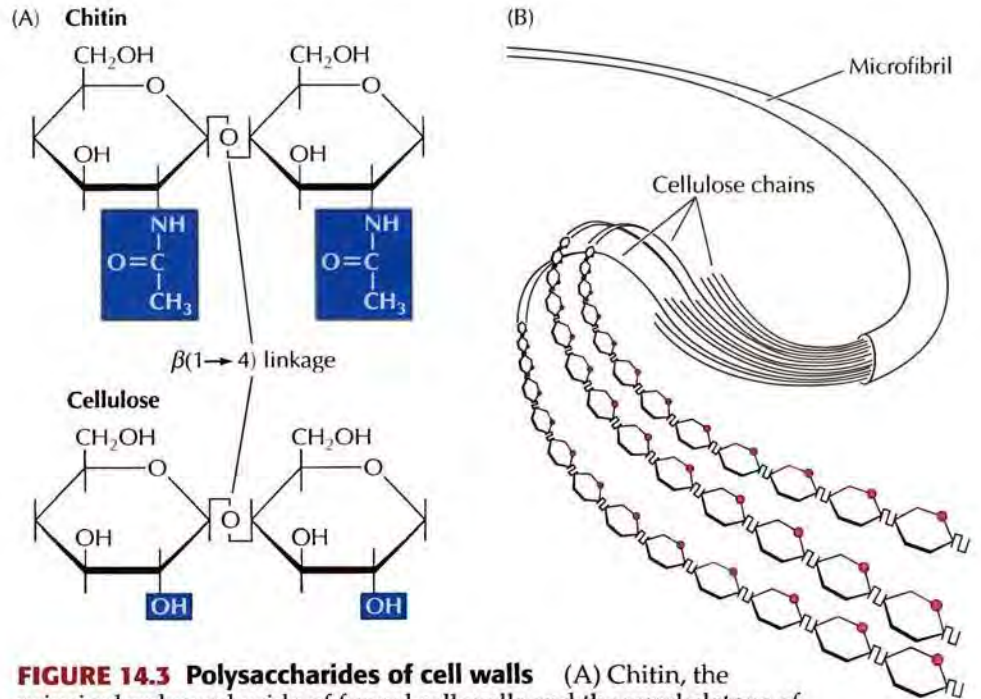 (A) Chitin
CH₂OH CH₂OH
O O
O
OH OH
NH NH
O=C O=C
CH₃ CH₃
β(1→4) linkage
Cellulose
CH₂OH CH₂OH
O O
O
OH OH
OH OH
(B)
Microfibril
Cellulose chains
FIGURE 14.3 Polysaccharides of cell walls (A) Chitin, the